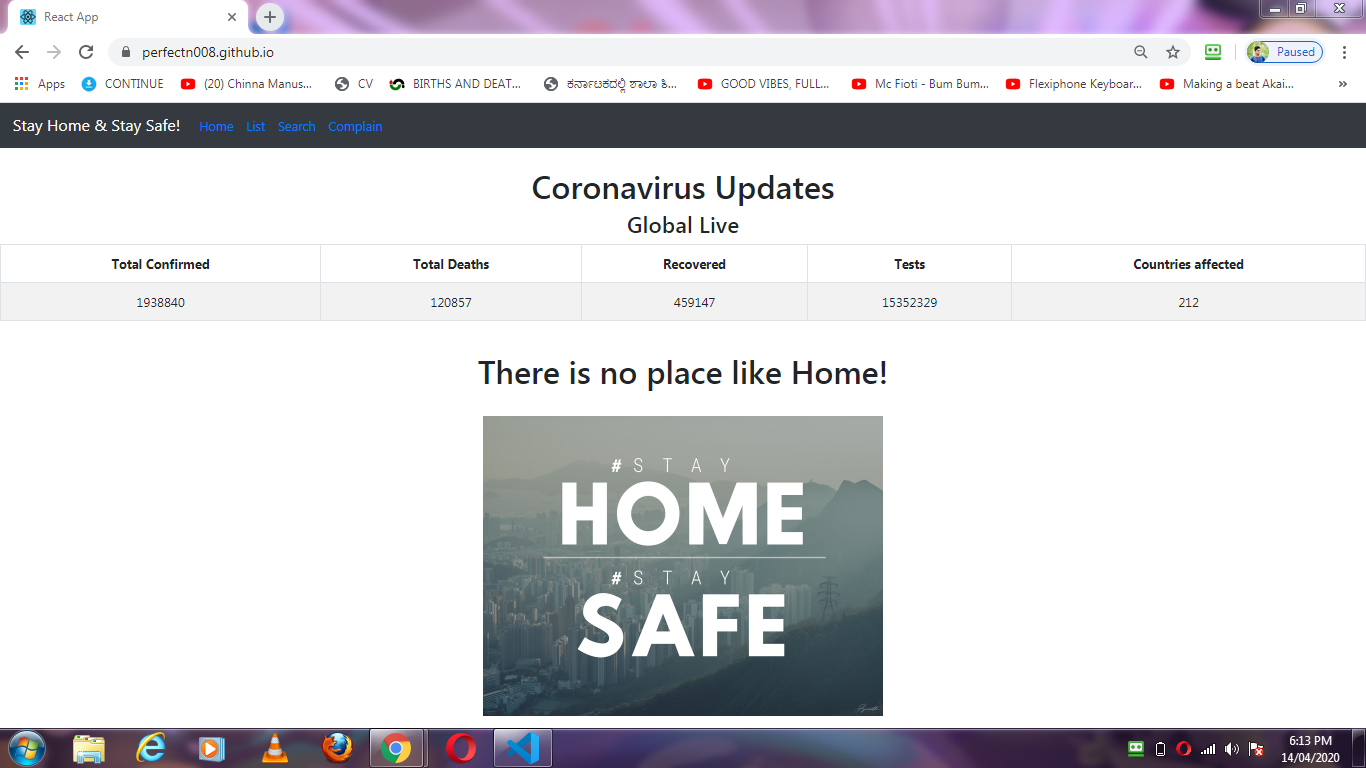 React App
perfectn008.github.io
Paused
Apps
CONTINUE
(20) Chinna Manus...
CV
BIRTHS AND DEAT...
ಕರ್ನಾಟಕದಲ್ಲಿ ಶಾಲಾ ಶಿ...
GOOD VIBES, FULL...
Mc Fioti - Bum Bum...
Flexiphone Keyboar...
Making a beat Akai...
»
Stay Home & Stay Safe! Home List Search Complain
Coronavirus Updates
Global Live
Total Confirmed Total Deaths Recovered Tests Countries affected
1938840 120857 459147 15352329 212
There is no place like Home!
#STAY
HOME
#STAY
SAFE
6:13 PM
14/04/2020